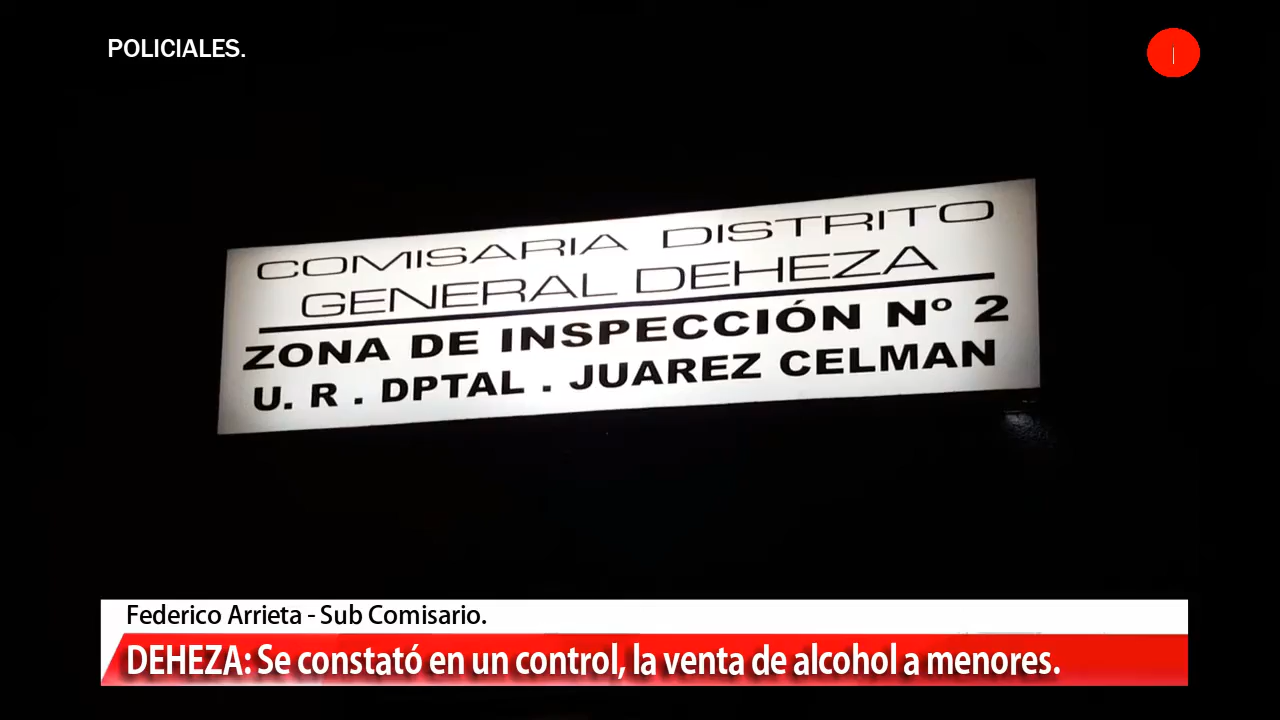 POLICIALES.
COMISARIA DISTRITO
GENERAL DEHEZA
ZONA DE INSPECCIÓN Nº 2
U. R . DPTAL . JUAREZ CELMAN
Federico Arrieta - Sub Comisario.
DEHEZA: Se constató en un control, la venta de alcohol a menores.